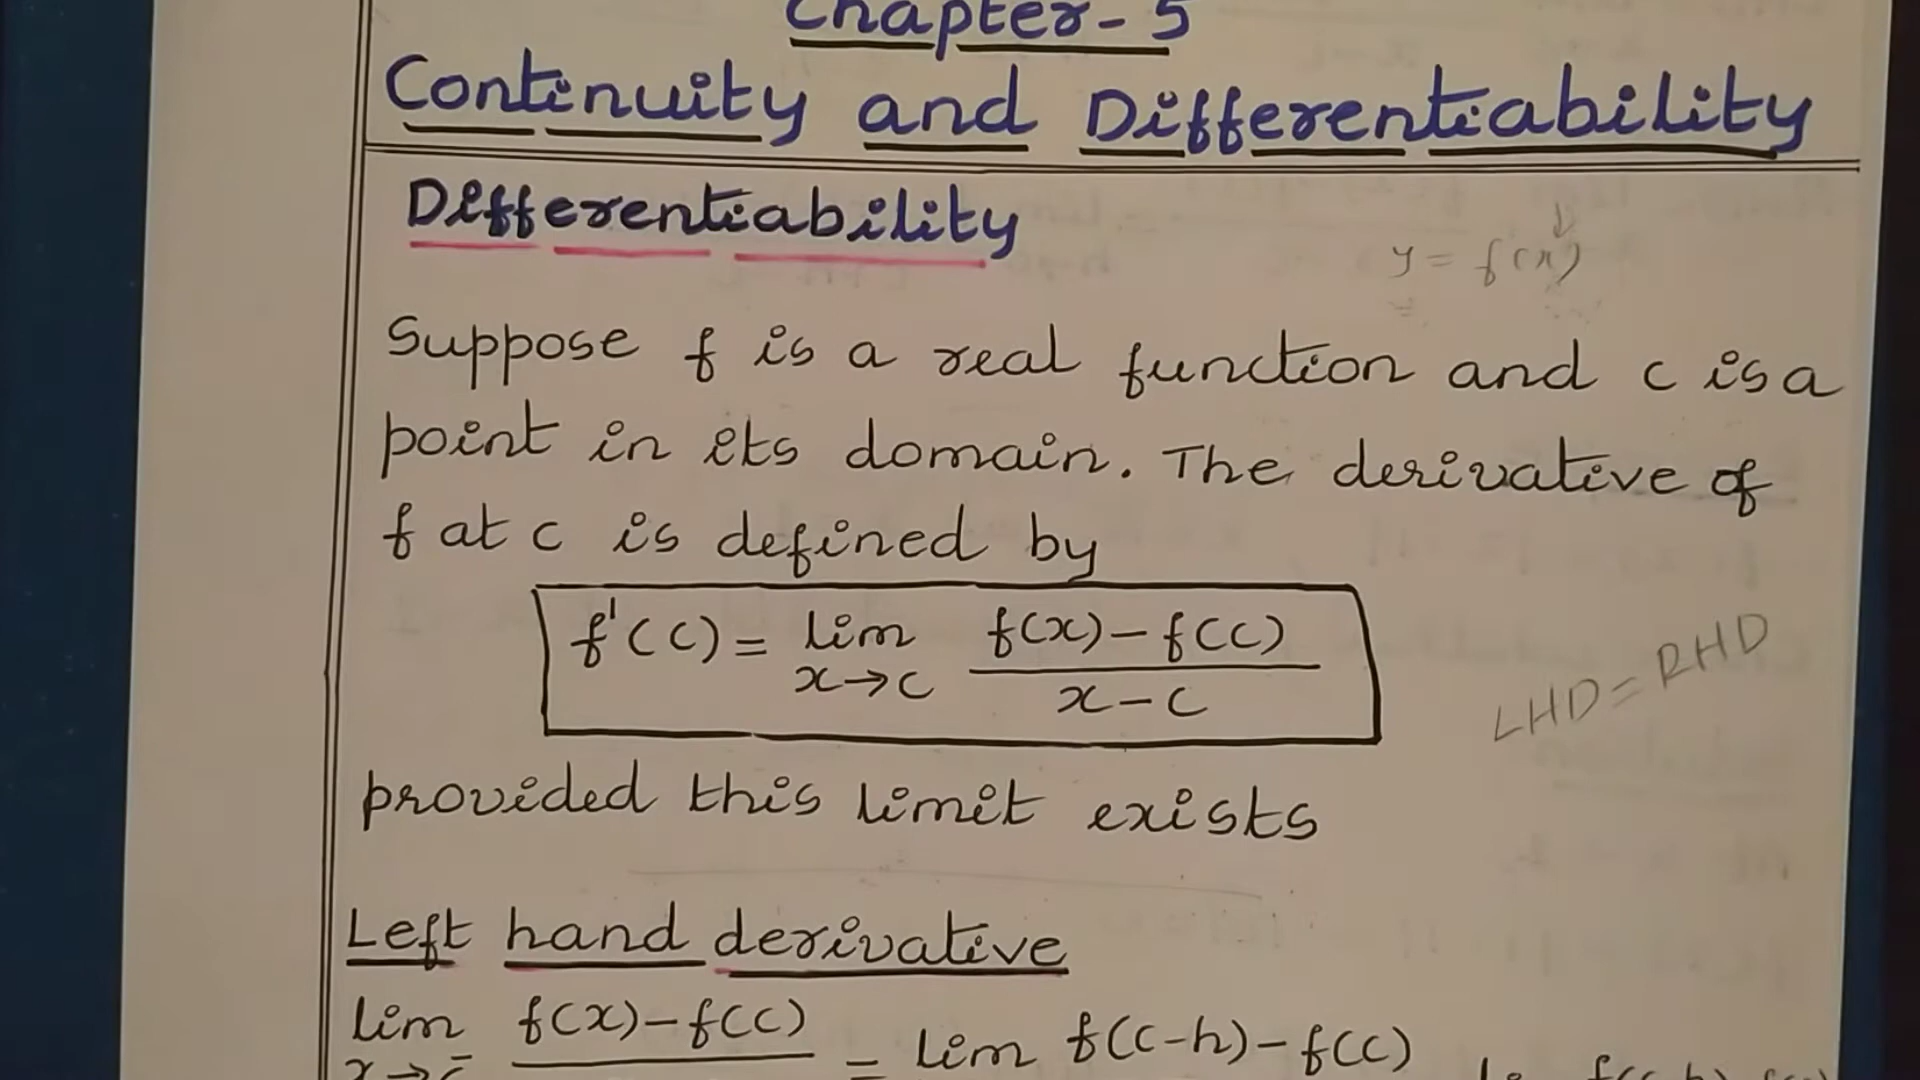 Chapter-5
Continuity and Differentiability
Differentiability
y = f(x)
Suppose f is a real function and c is a
point in its domain. The derivative of
f at c is defined by
f'(c) = lim x→c f(x) - f(c) / x - c
LHD = RHD
provided this limit exists
Left hand derivative
lim x→c⁻ f(x) - f(c) = lim f(c-h) - f(c)